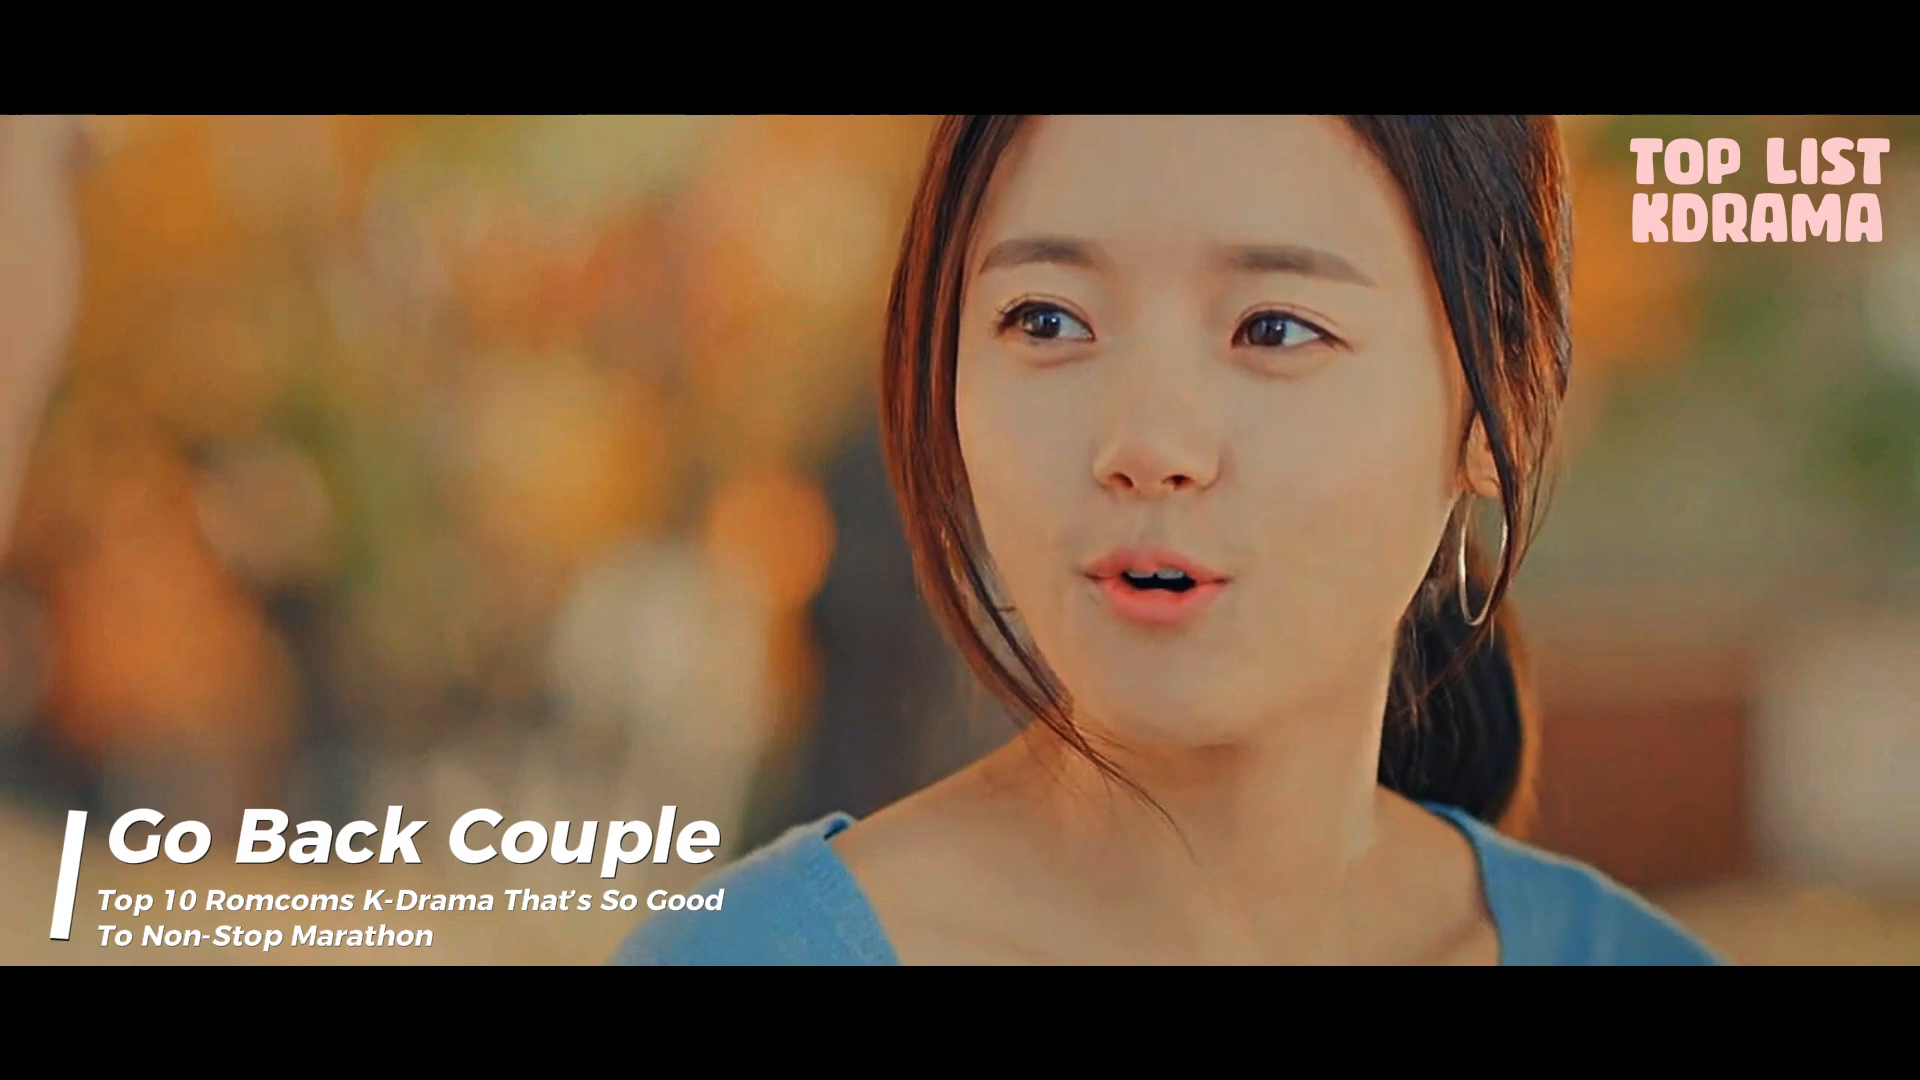 TOP LIST
KDRAMA
Go Back Couple
Top 10 Romcoms K-Drama That's So Good
To Non-Stop Marathon